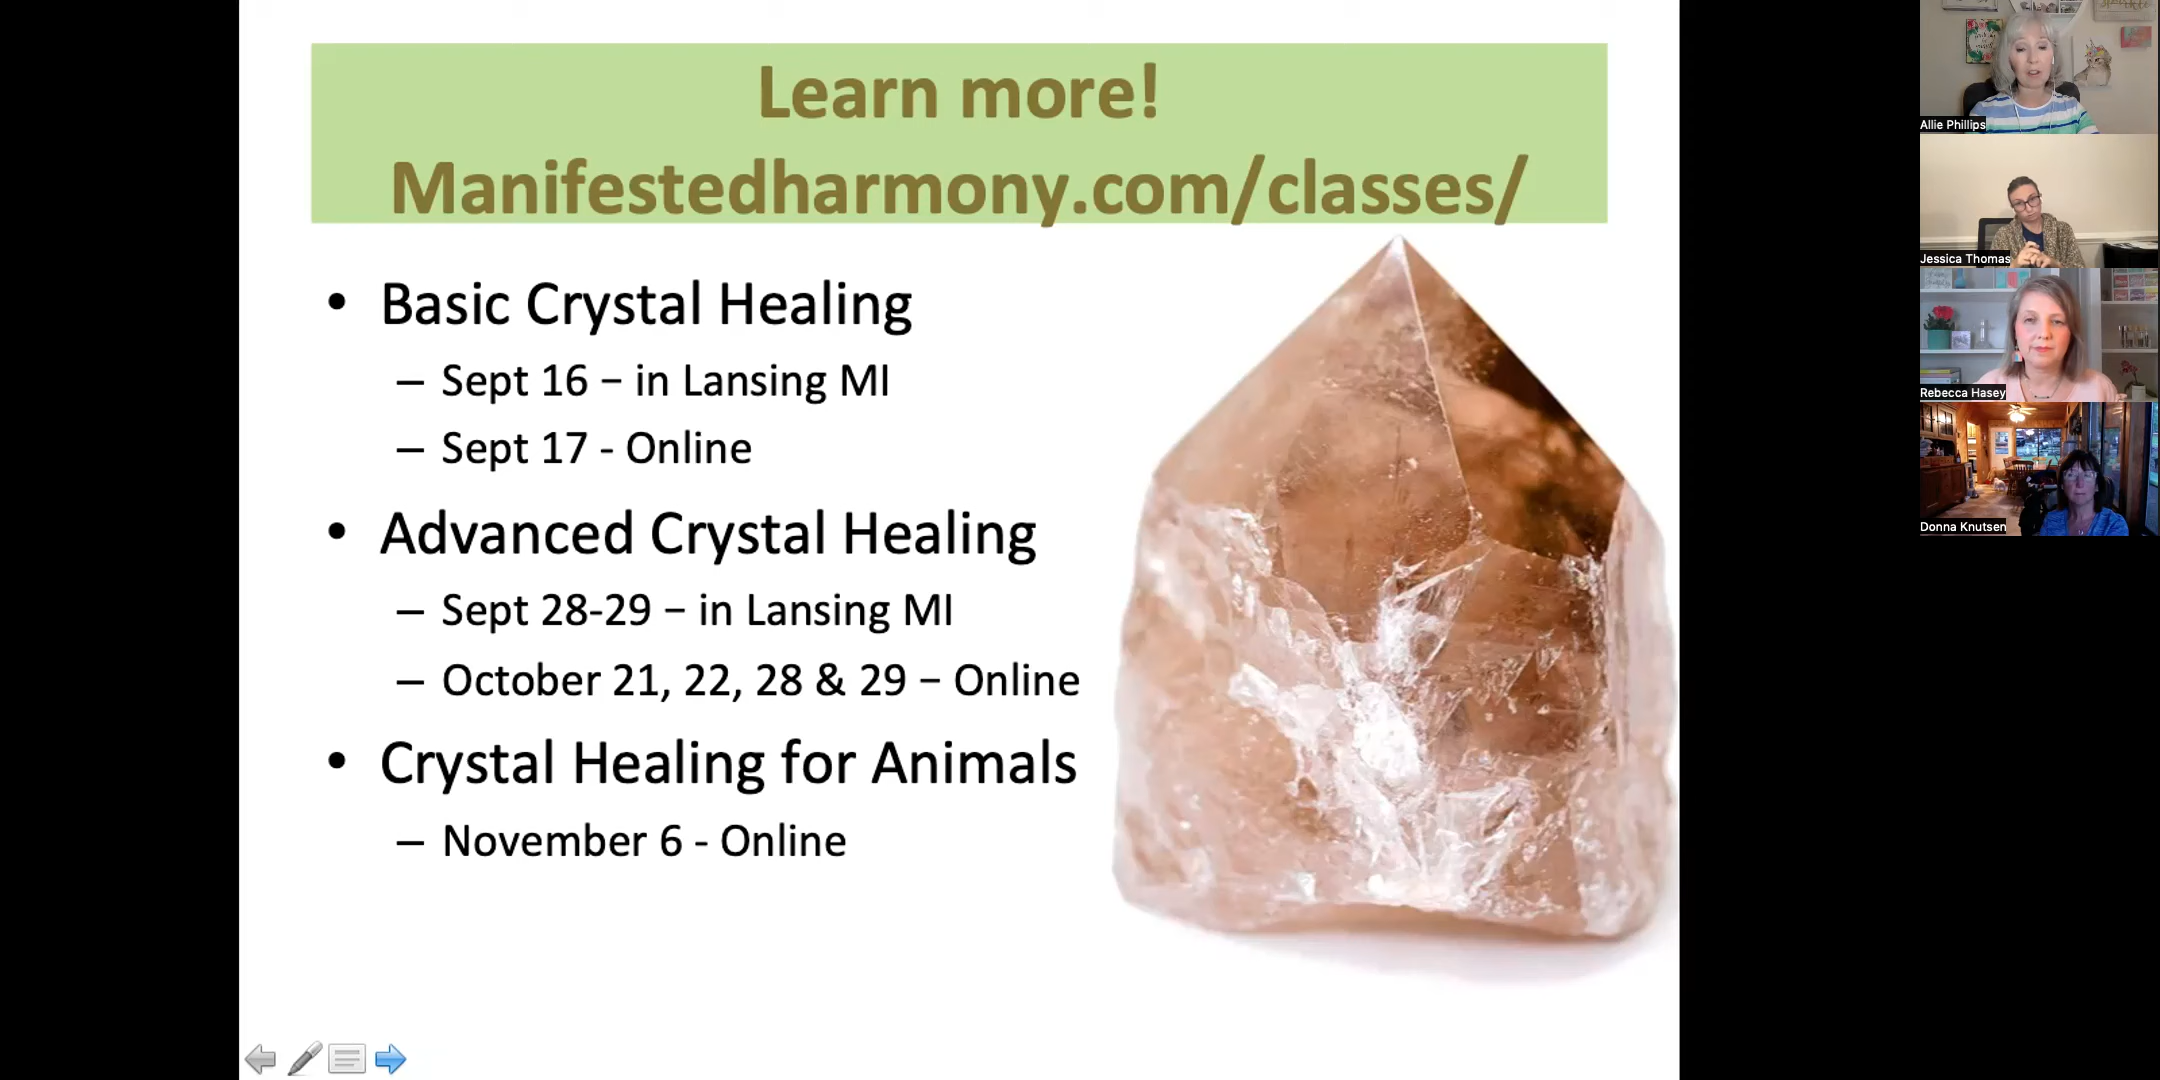 Learn more!
Manifestedharmony.com/classes/
• Basic Crystal Healing
– Sept 16 – in Lansing MI
– Sept 17 - Online
• Advanced Crystal Healing
– Sept 28-29 – in Lansing MI
– October 21, 22, 28 & 29 – Online
• Crystal Healing for Animals
– November 6 - Online
sparkle
Allie Phillips
Jessica Thomas
Rebecca Hasey
Donna Knutsen